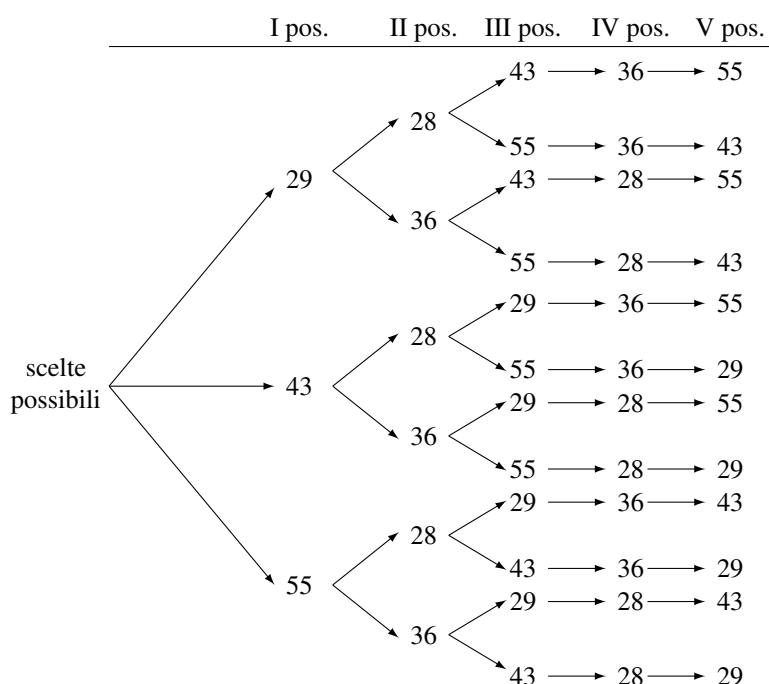 I pos. II pos. III pos. IV pos. V pos.
43 36 55
28
55 36 43
29 43 28 55
36
55 28 43
29 36 55
28
scelte 55 36 29
possibili 43
29 28 55
36
55 28 29
29 36 43
28
43 36 29
55
29 28 43
36
43 28 29